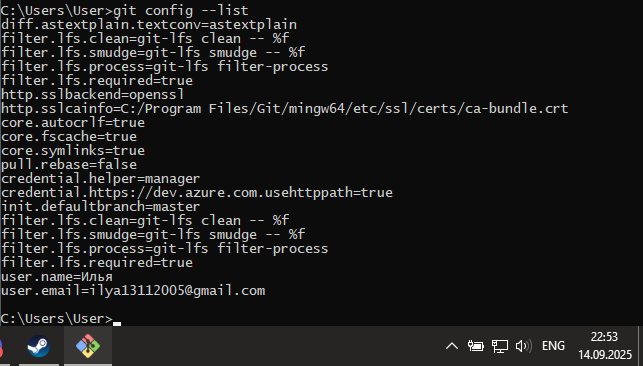 C:\Users\User>git config --list
diff.astextplain.textconv=astextplain
filter.lfs.clean=git-lfs clean -- %f
filter.lfs.smudge=git-lfs smudge -- %f
filter.lfs.process=git-lfs filter-process
filter.lfs.required=true
http.sslbackend=openssl
http.sslcainfo=C:/Program Files/Git/mingw64/etc/ssl/certs/ca-bundle.crt
core.autocrlf=true
core.fscache=true
core.symlinks=true
pull.rebase=false
credential.helper=manager
credential.https://dev.azure.com.usehttppath=true
init.defaultbranch=master
filter.lfs.clean=git-lfs clean -- %f
filter.lfs.smudge=git-lfs smudge -- %f
filter.lfs.process=git-lfs filter-process
filter.lfs.required=true
user.name=Илья
user.email=ilya13112005@gmail.com
C:\Users\User>
ENG
22:53
14.09.2025